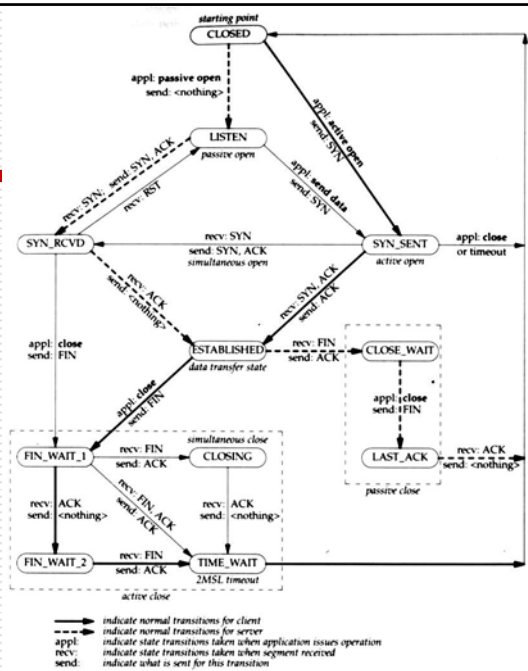 starting point
CLOSED
appl: passive open
send: <nothing>
appl: active open
send: SYN
LISTEN
passive open
recv: SYN; send: SYN, ACK
recv: RST
appl: send data
send: SYN
SYN_RCVD
recv: SYN
send: SYN, ACK
simultaneous open
SYN_SENT
active open
appl: close
or timeout
recv: ACK
send: <nothing>
recv: SYN, ACK
send: ACK
appl: close
send: FIN
ESTABLISHED
data transfer state
recv: FIN
send: ACK
CLOSE_WAIT
appl: close
send: FIN
appl: close
send: FIN
LAST_ACK
recv: ACK
send: <nothing>
passive close
simultaneous close
FIN_WAIT_1
recv: FIN
send: ACK
CLOSING
recv: ACK
send: <nothing>
recv: FIN, ACK
send: ACK
recv: ACK
send: <nothing>
FIN_WAIT_2
recv: FIN
send: ACK
TIME_WAIT
2MSL timeout
active close
indicate normal transitions for client
indicate normal transitions for server
appl: indicate state transitions taken when application issues operation
recv: indicate state transitions taken when segment received
send: indicate what is sent for this transition